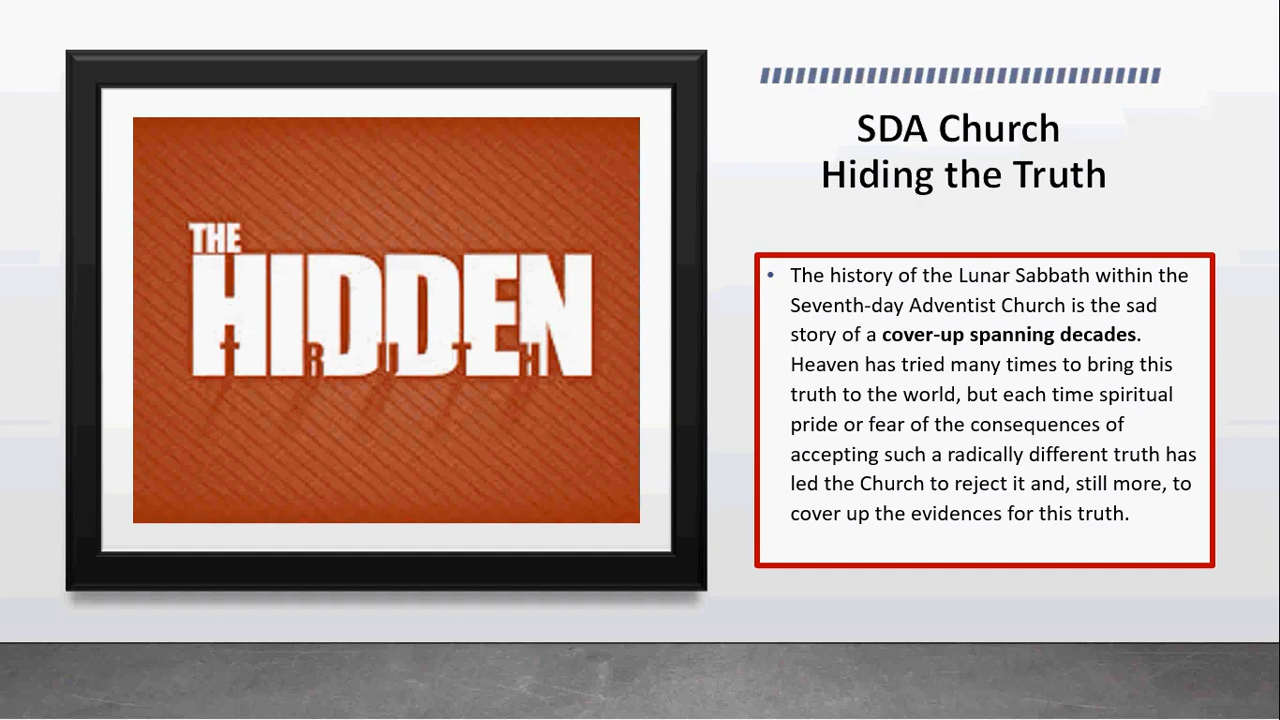 THE
HIDDEN
tRUTH
SDA Church
Hiding the Truth
• The history of the Lunar Sabbath within the
Seventh-day Adventist Church is the sad
story of a cover-up spanning decades.
Heaven has tried many times to bring this
truth to the world, but each time spiritual
pride or fear of the consequences of
accepting such a radically different truth has
led the Church to reject it and, still more, to
cover up the evidences for this truth.